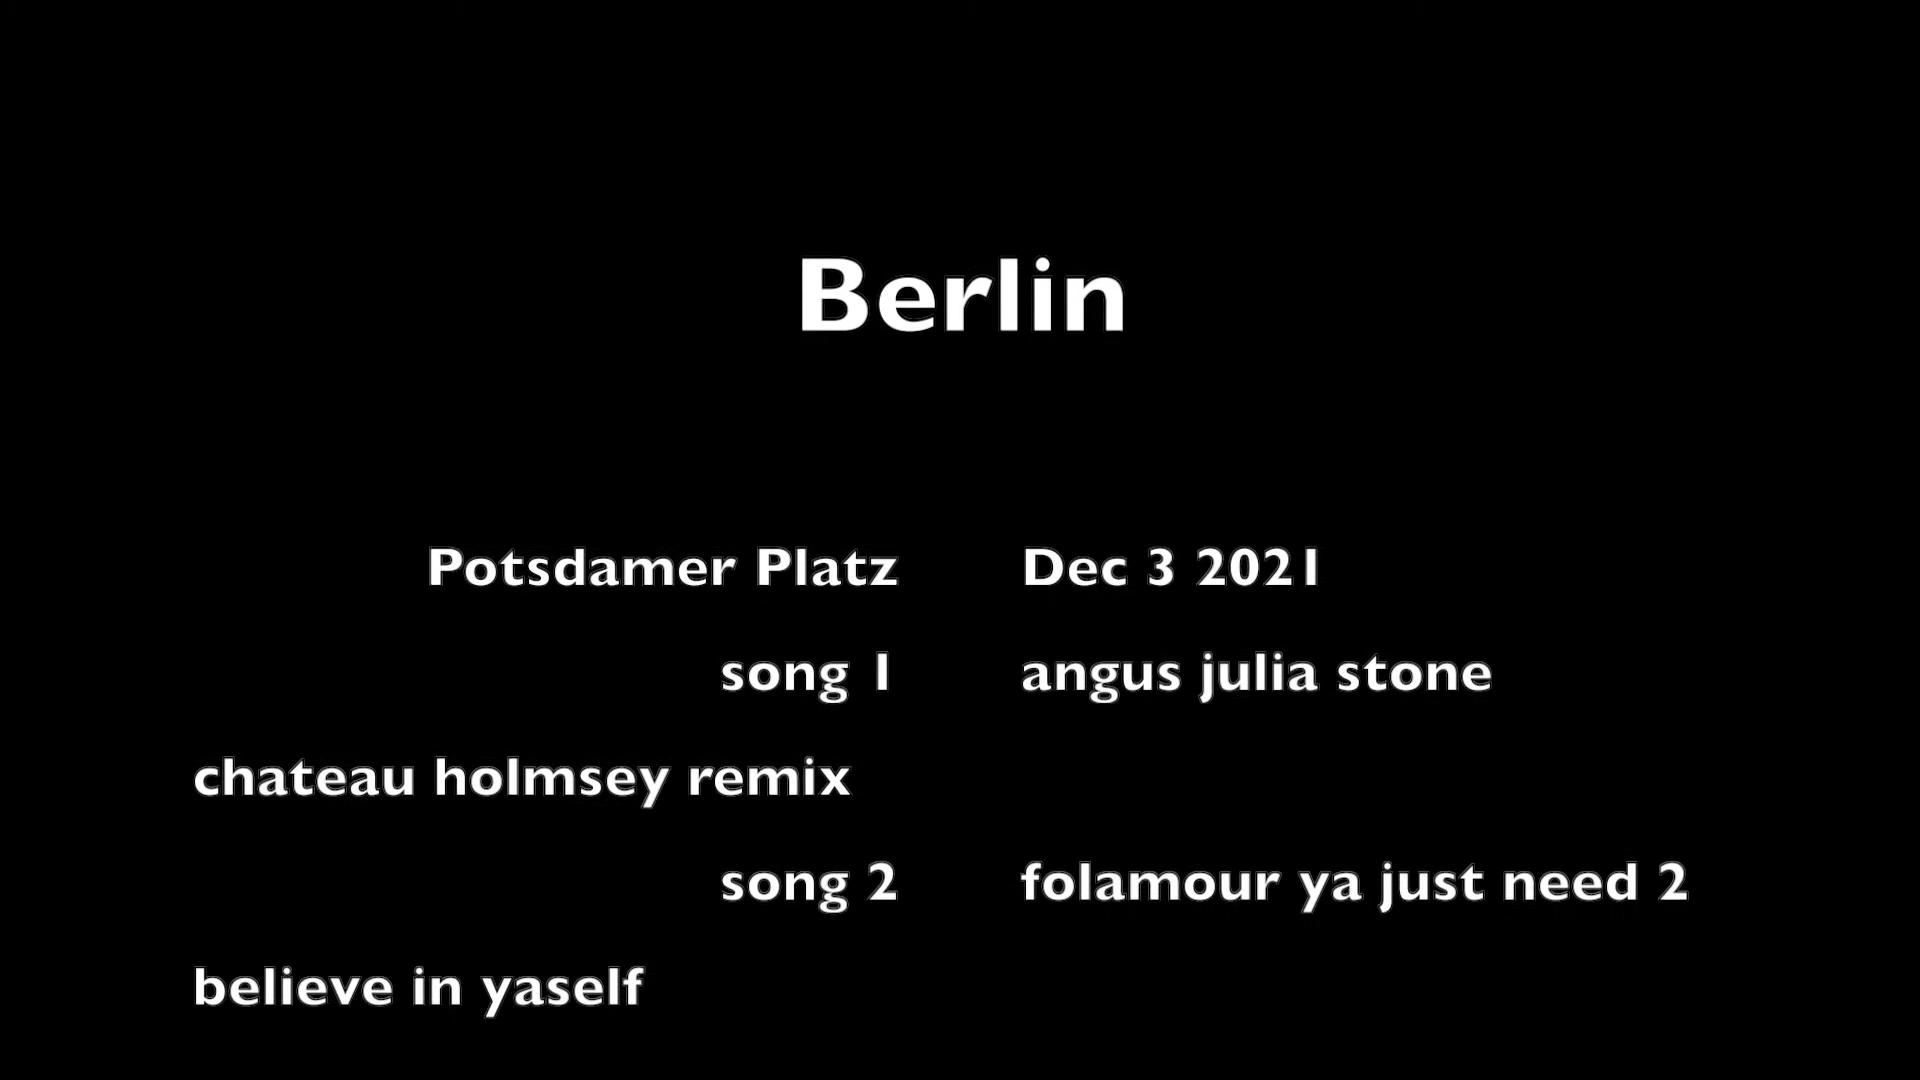 Berlin
Potsdamer Platz Dec 3 2021
song 1 angus julia stone
chateau holmsey remix
song 2 folamour ya just need 2
believe in yaself